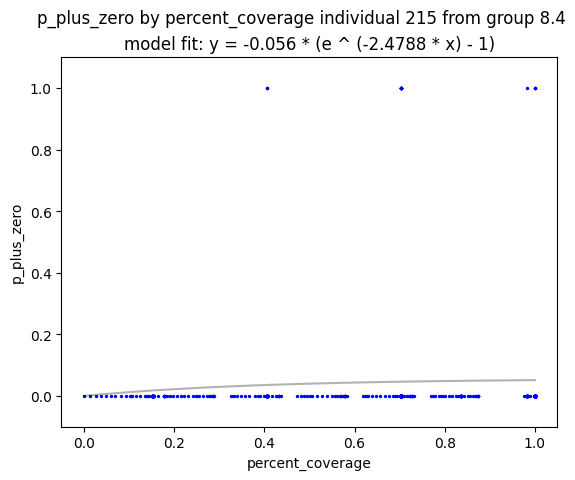 p_plus_zero by percent_coverage individual 215 from group 8.4
model fit: y = -0.056 * (e ^ (-2.4788 * x) - 1)
1.0
0.8
0.6
0.4
0.2
0.0
p_plus_zero
0.0 0.2 0.4 0.6 0.8 1.0
percent_coverage